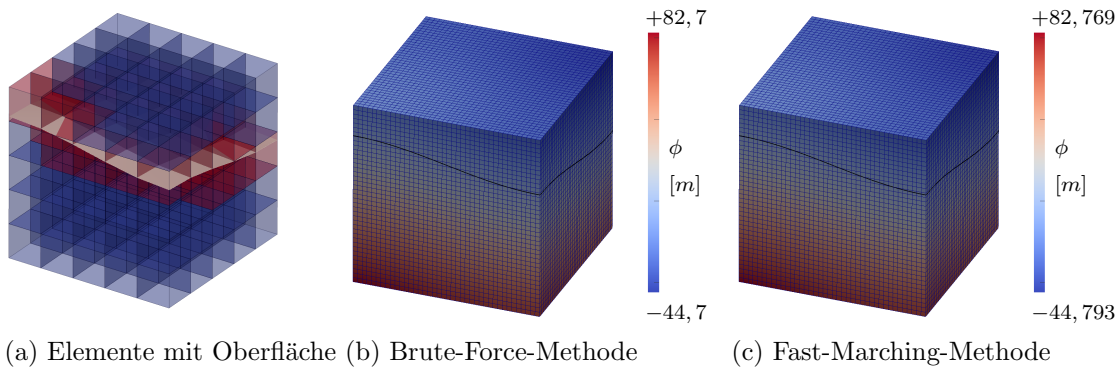 +82,7
+82,769
ϕ
[m]
ϕ
[m]
−44,7
−44,793
(a) Elemente mit Oberfläche (b) Brute-Force-Methode (c) Fast-Marching-Methode